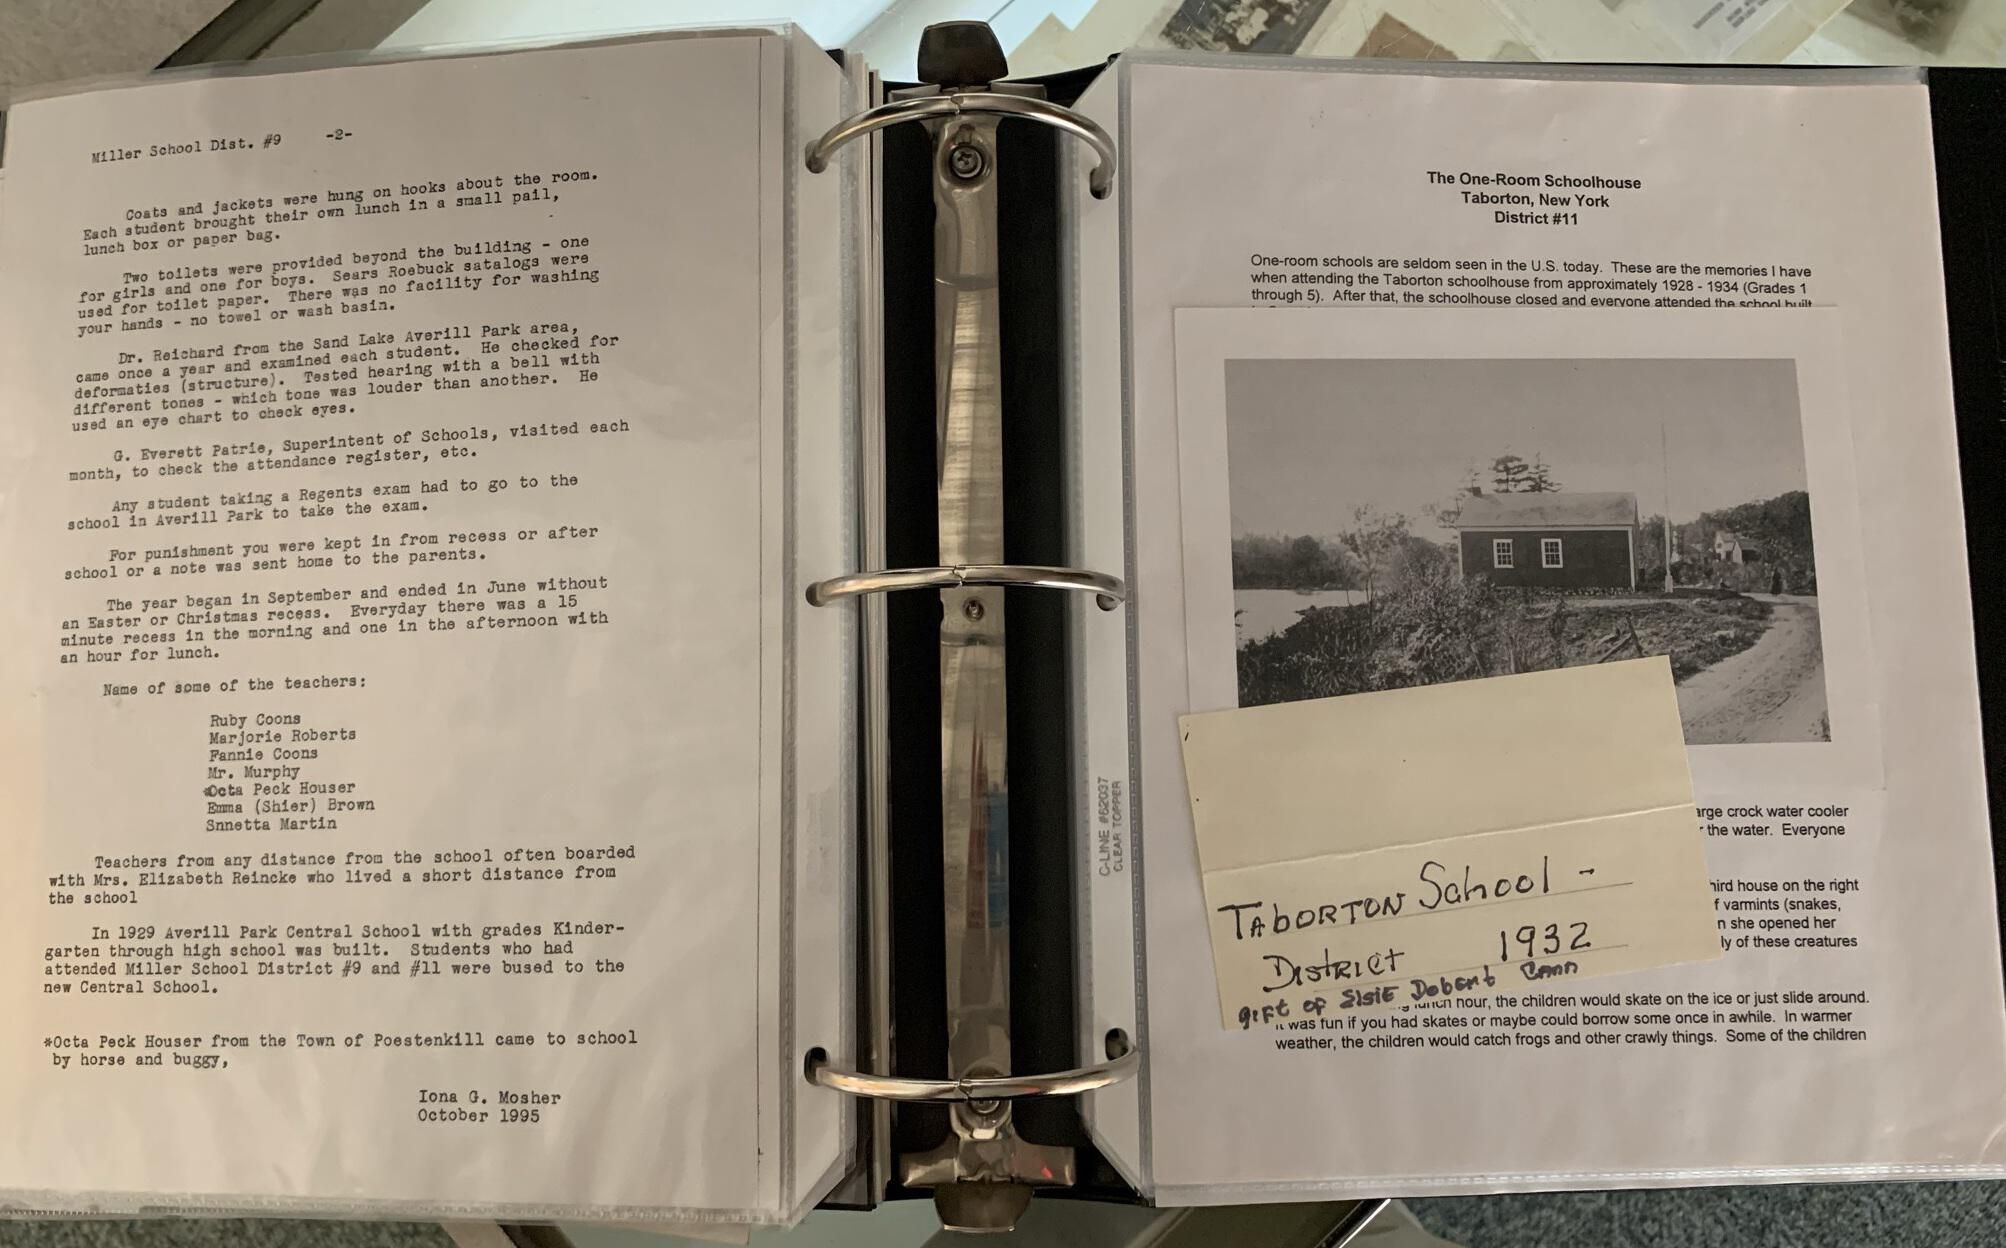 Miller School Dist. #9 -2-
Coats and jackets were hung on hooks about the room.
Each student brought their own lunch in a small pail,
lunch box or paper bag.
Two toilets were provided beyond the building - one
for girls and one for boys. Sears Roebuck satalogs were
used for toilet paper. There was no facility for washing
your hands - no towel or wash basin.
Dr. Reichard from the Sand Lake Averill Park area,
came once a year and examined each student. He checked for
deformaties (structure). Tested hearing with a bell with
different tones - which tone was louder than another. He
used an eye chart to check eyes.
G. Everett Patrie, Superintent of Schools, visited each
month, to check the attendance register, etc.
Any student taking a Regents exam had to go to the
school in Averill Park to take the exam.
For punishment you were kept in from recess or after
school or a note was sent home to the parents.
The year began in September and ended in June without
an Easter or Christmas recess. Everyday there was a 15
minute recess in the morning and one in the afternoon with
an hour for lunch.
Name of some of the teachers:
Ruby Coons
Marjorie Roberts
Fannie Coons
Mr. Murphy
*Octa Peck Houser
Emma (Shier) Brown
Snnetta Martin
Teachers from any distance from the school often boarded
with Mrs. Elizabeth Reincke who lived a short distance from
the school
In 1929 Averill Park Central School with grades Kinder-
garten through high school was built. Students who had
attended Miller School District #9 and #11 were bused to the
new Central School.
*Octa Peck Houser from the Town of Poestenkill came to school
by horse and buggy,
Iona G. Mosher
October 1995
C-LINE #62037
CLEAR TOPPER
The One-Room Schoolhouse
Taborton, New York
District #11
One-room schools are seldom seen in the U.S. today. These are the memories I have
when attending the Taborton schoolhouse from approximately 1928 - 1934 (Grades 1
through 5). After that, the schoolhouse closed and everyone attended the school built
arge crock water cooler
r the water. Everyone
hird house on the right
f varmints (snakes,
n she opened her
ly of these creatures
TABORTON School -
DISTRICT 1932
gift of Elsie Dobert
hour, the children would skate on the ice or just slide around.
It was fun if you had skates or maybe could borrow some once in awhile. In warmer
weather, the children would catch frogs and other crawly things. Some of the children